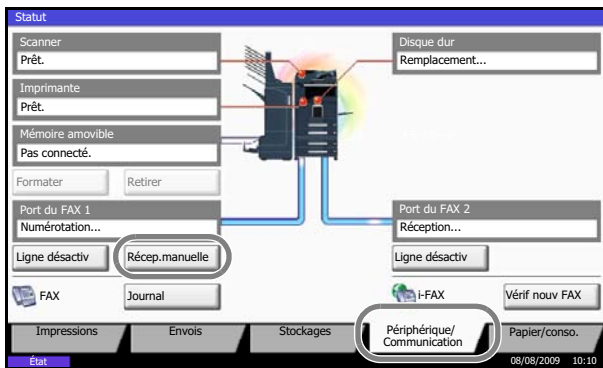 Statut
Scanner
Prêt.
Disque dur
Remplacement...
Imprimante
Prêt.
Mémoire amovible
Pas connecté.
Formater
Retirer
Port du FAX 1
Numérotation...
Port du FAX 2
Réception...
Ligne désactiv
Récep.manuelle
Ligne désactiv
FAX
Journal
i-FAX
Vérif nouv FAX
Impressions
Envois
Stockages
Périphérique/
Communication
Papier/conso.
État
08/08/2009 10:10